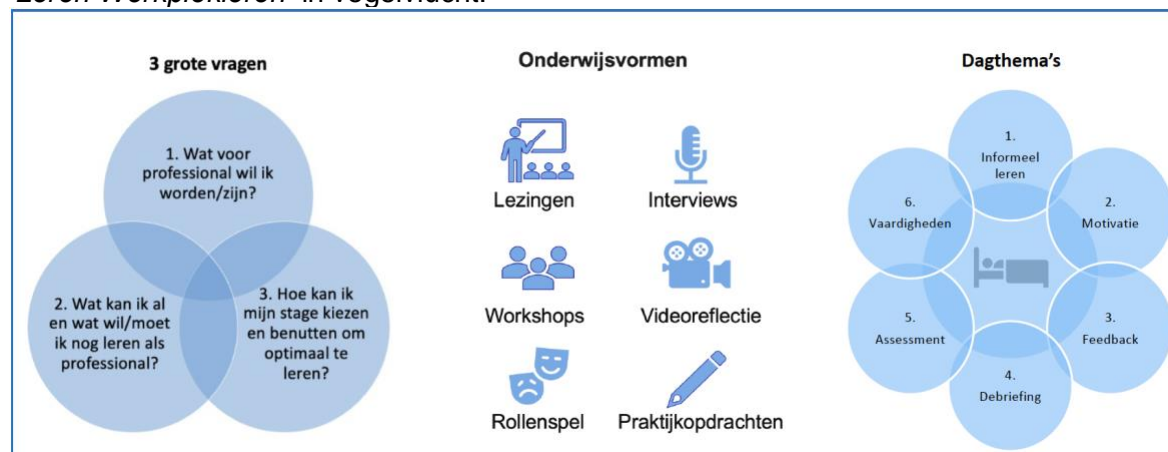 Leren Werkplekleren' in vogelvlucht.
3 grote vragen
1. Wat voor
professional wil ik
worden/zijn?
2. Wat kan ik al
en wat wil/moet
ik nog leren als
professional?
3. Hoe kan ik
mijn stage kiezen
en benutten om
optimaal te
leren?
Onderwijsvormen
Lezingen
Interviews
Workshops
Videoreflectie
Rollenspel
Praktijkopdrachten
Dagthema's
1.
Informeel
leren
2.
Motivatie
3.
Feedback
4.
Debriefing
5.
Assessment
6.
Vaardigheden